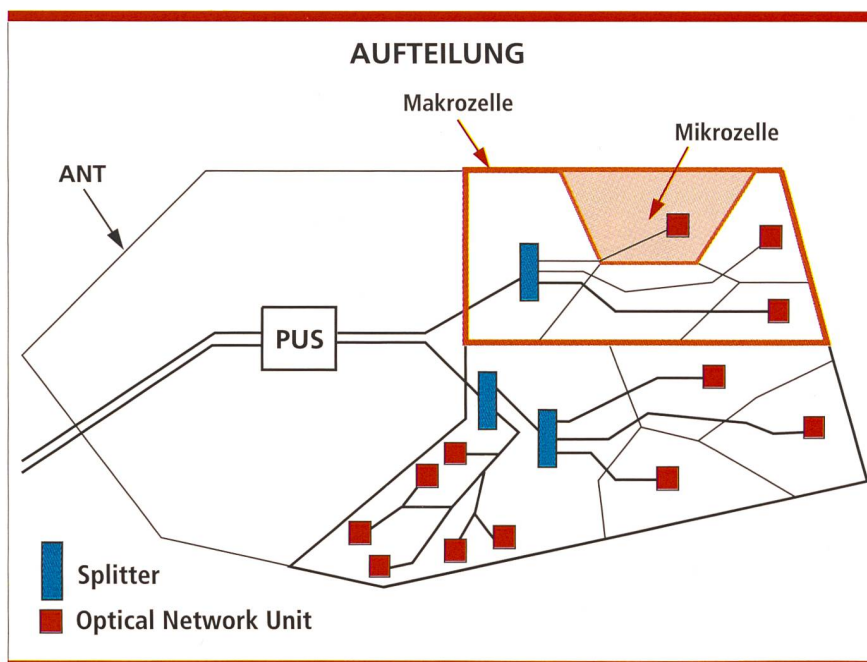 AUFTEILUNG
Makrozelle
Mikrozelle
ANT
PUS
Splitter
Optical Network Unit